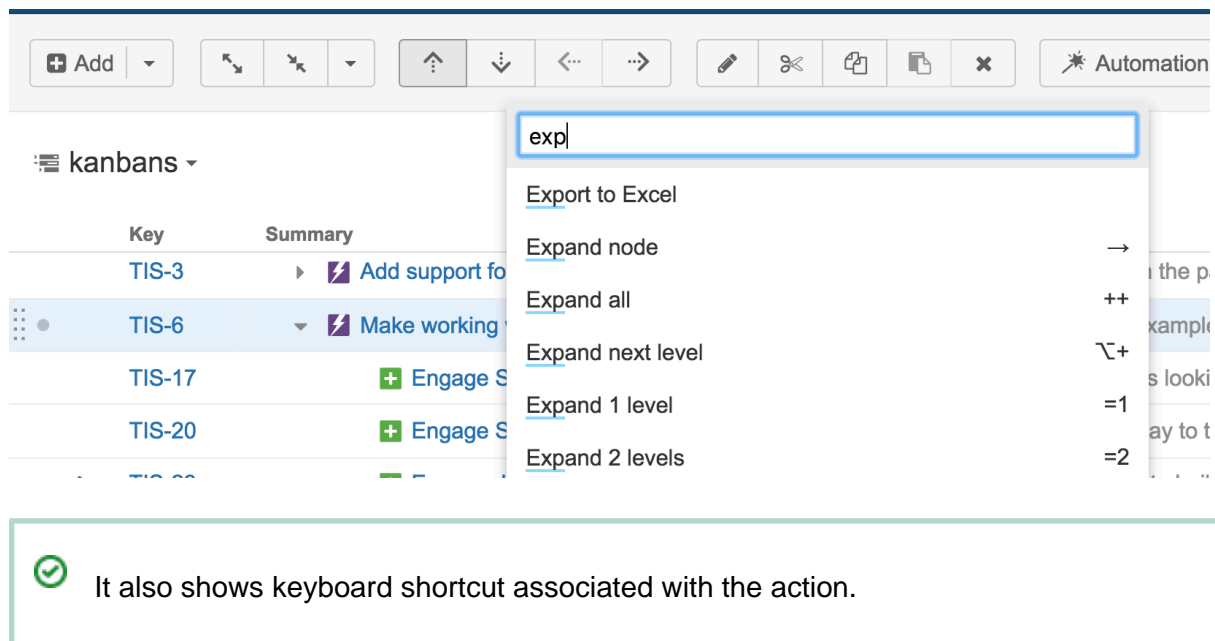 Add
Automation
exp
kanbans
Export to Excel
Key Summary
Expand node →
TIS-3 Add support fo the p
Expand all ++
TIS-6 Make working
Expand next level ⌥+
TIS-17 Engage S s looki
Expand 1 level =1
TIS-20 Engage S ay to t
Expand 2 levels =2
It also shows keyboard shortcut associated with the action.